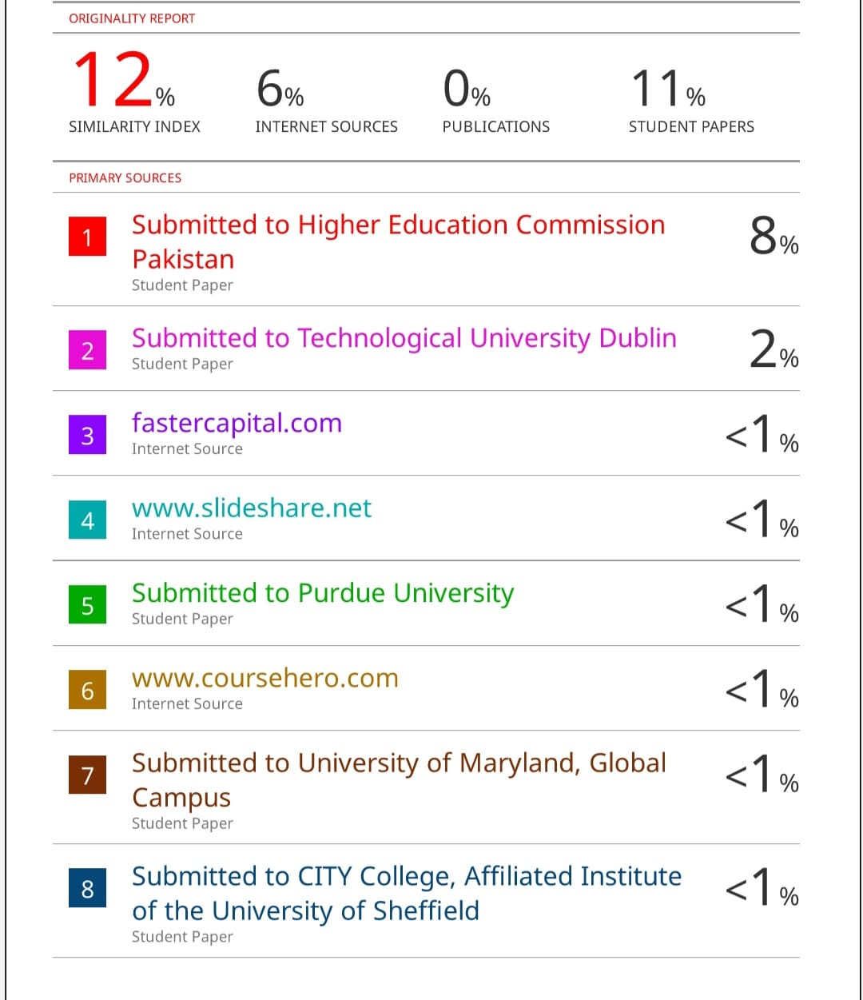 ORIGINALITY REPORT
12% 6% 0% 11%
SIMILARITY INDEX INTERNET SOURCES PUBLICATIONS STUDENT PAPERS
PRIMARY SOURCES
1 Submitted to Higher Education Commission 8%
Pakistan
Student Paper
2 Submitted to Technological University Dublin 2%
Student Paper
3 fastercapital.com <1%
Internet Source
4 www.slideshare.net <1%
Internet Source
5 Submitted to Purdue University <1%
Student Paper
6 www.coursehero.com <1%
Internet Source
7 Submitted to University of Maryland, Global <1%
Campus
Student Paper
8 Submitted to CITY College, Affiliated Institute <1%
of the University of Sheffield
Student Paper